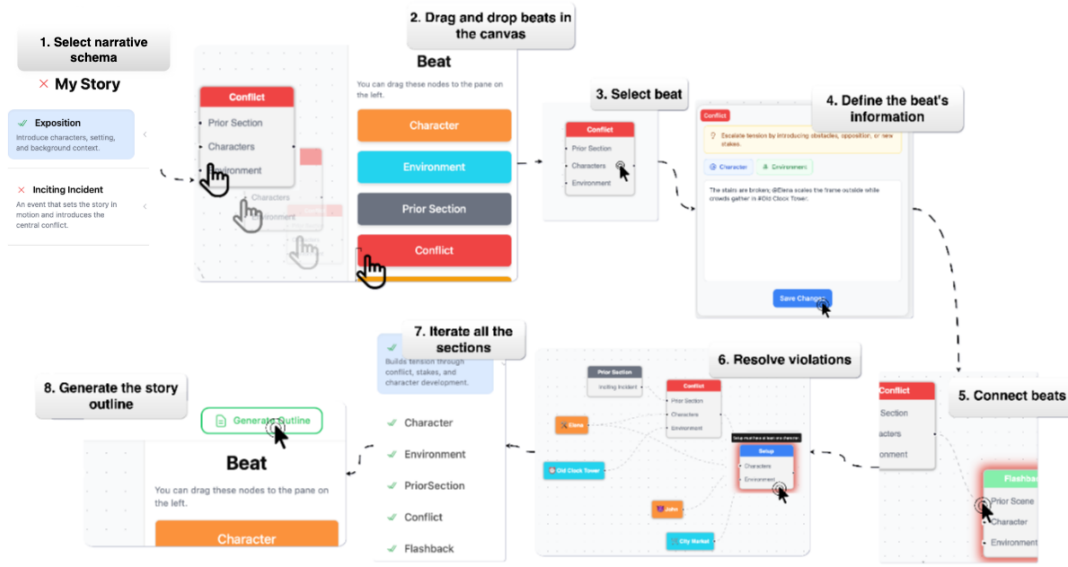 1. Select narrative
schema
My Story
Exposition
Introduce characters, setting,
and background context.
Inciting Incident
An event that sets the story in
motion and introduces the
central conflict.
2. Drag and drop beats in
the canvas
Conflict
Prior Section
Characters
Characters
Beat
You can drag these nodes to the pane on
the left.
Character
Environment
Prior Section
Conflict
3. Select beat
Conflict
Prior Section
Characters
Environment
4. Define the beat's
information
Conflict
Escalate tension by introducing obstacles, opposition, or new
stakes.
Character
Environment
The stairs are broken; @Elena scales the frame outside while
crowds gather in #Old Clock Tower.
Save Changes
5. Connect beats
Conflict
Section
acters
onment
Flashba
Prior Scene
Character
Environment
6. Resolve violations
Prior Section
Inciting Incident
Conflict
Prior Section
Characters
Environment
Elena
Old Clock Tower
Setup
Characters
Environment
John
City Market
7. Iterate all the
sections
Builds tension through
conflict, stakes, and
character development.
Character
Environment
PriorSection
Conflict
Flashback
8. Generate the story
outline
Generate Outline
Beat
You can drag these nodes to the pane on
the left.
Character